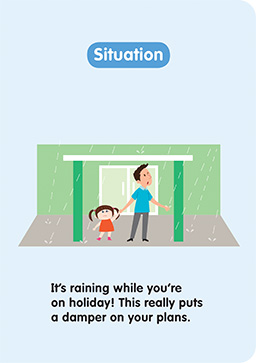 Situation
It's raining while you're
on holiday! This really puts
a damper on your plans.